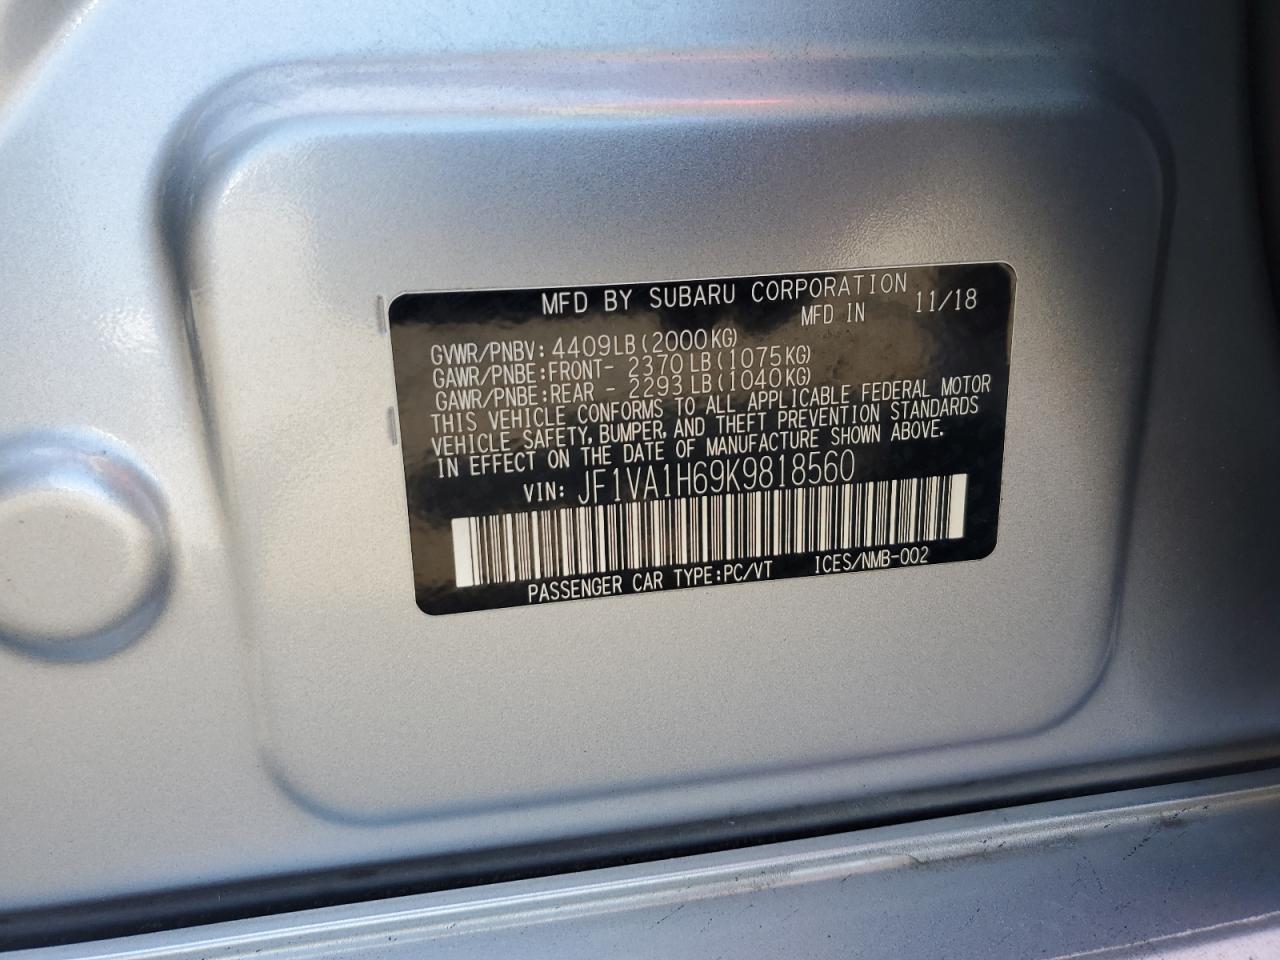 MFD BY SUBARU CORPORATION
MFD IN 11/18
GVWR/PNBV: 4409LB(2000KG)
GAWR/PNBE:FRONT- 2370LB(1075KG)
GAWR/PNBE:REAR - 2293LB(1040KG)
THIS VEHICLE CONFORMS TO ALL APPLICABLE FEDERAL MOTOR
VEHICLE SAFETY, BUMPER, AND THEFT PREVENTION STANDARDS
IN EFFECT ON THE DATE OF MANUFACTURE SHOWN ABOVE.
VIN: JF1VA1H69K9818560
PASSENGER CAR TYPE:PC/VT ICES/NMB-002